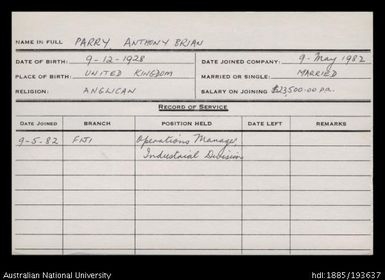 NAME IN FULL PARRY ANTHONY BRIAN
DATE OF BIRTH: 9-12-1928 DATE JOINED COMPANY: 9-May 1982
PLACE OF BIRTH: UNITED KINGDOM MARRIED OR SINGLE: MARRIED
RELIGION: ANGLICAN SALARY ON JOINING $23,500.00 p.a.
RECORD OF SERVICE
DATE JOINED BRANCH POSITION HELD DATE LEFT REMARKS
9-5-82 FIJI Operations Manager
Industrial Division
Australian National University
hdl:1885/193637